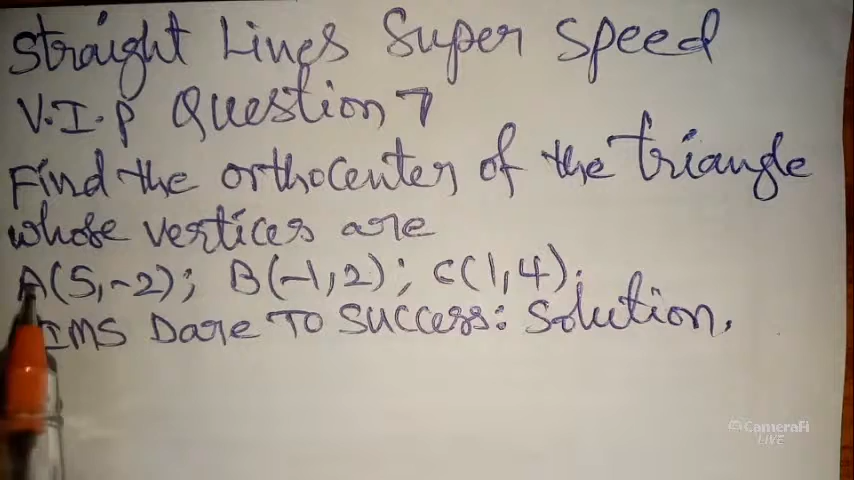 Straight Lines Super Speed
V.I.P Question 7
Find the orthocenter of the triangle
whose vertices are
A(5,-2); B(-1,2); C(1,4).
IMS Dare To Success: Solution.
CameraFi
LIVE